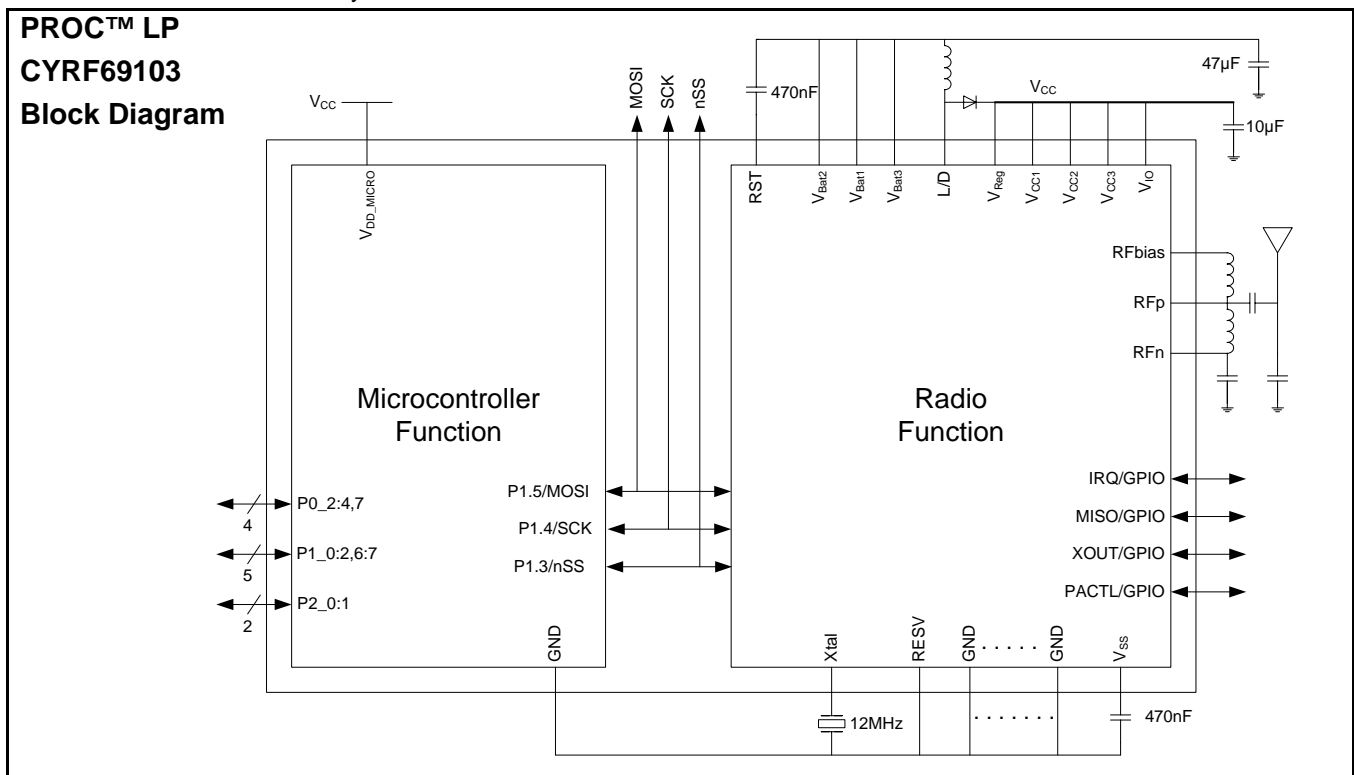 PROC™ LP
CYRF69103
Block Diagram
VCC
MOSI
SCK
nSS
470nF
47µF
VCC
10µF
VDD_MICRO
RST
VBat2
VBat1
VBat3
L/D
VReg
VCC1
VCC2
VCC3
VIO
RFbias
RFp
RFn
Microcontroller
Function
Radio
Function
P0_2:4,7
4
P1_0:2,6:7
5
P2_0:1
2
P1.5/MOSI
P1.4/SCK
P1.3/nSS
IRQ/GPIO
MISO/GPIO
XOUT/GPIO
PACTL/GPIO
GND
Xtal
RESV
GND
. . . . .
GND
VSS
12MHz
. . . . . . .
470nF